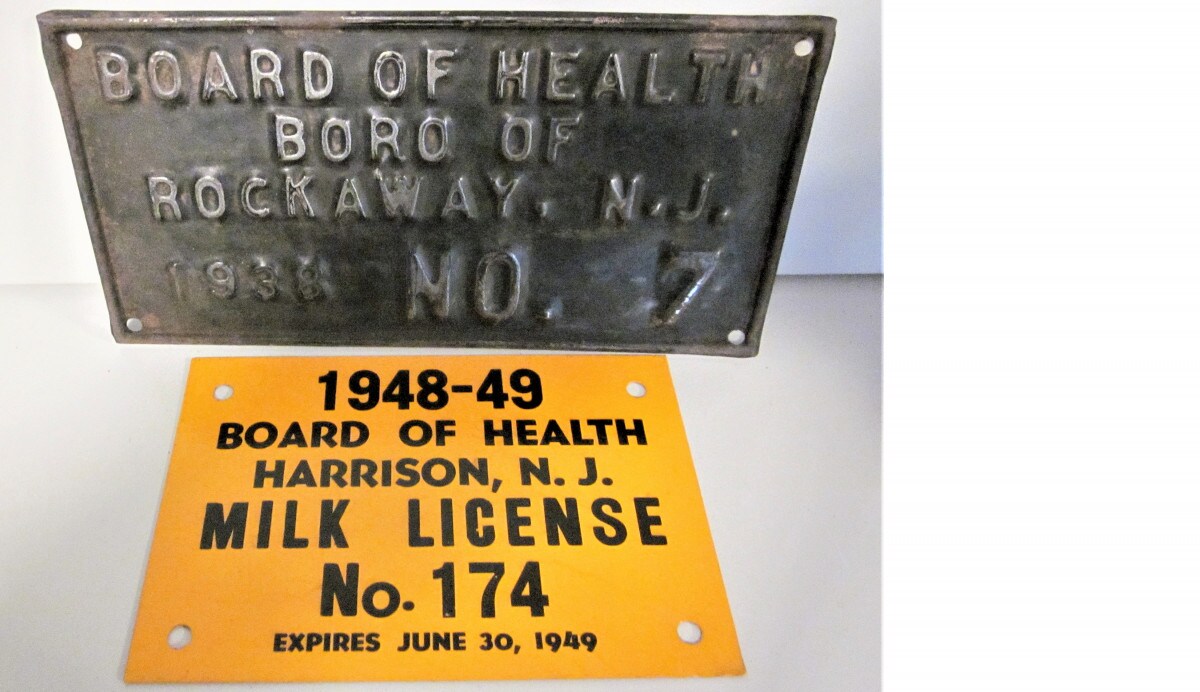 BOARD OF HEALTH
BORO OF
ROCKAWAY, N.J.
1938 NO. 7
1948-49
BOARD OF HEALTH
HARRISON, N. J.
MILK LICENSE
No. 174
EXPIRES JUNE 30, 1949